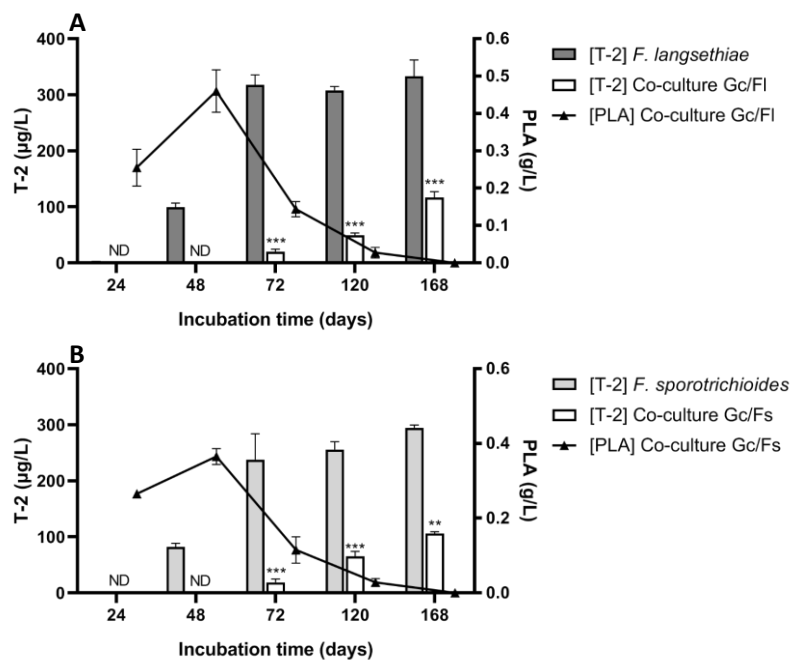 A
400
300
200
100
0
T-2 (µg/L)
ND
ND
***
***
***
0.6
0.5
0.4
0.3
0.2
0.1
0.0
PLA (g/L)
24 48 72 120 168
Incubation time (days)
[T-2] F. langsethiae
[T-2] Co-culture Gc/Fl
[PLA] Co-culture Gc/Fl
B
400
300
200
100
0
T-2 (µg/L)
ND
ND
***
***
**
0.6
0.4
0.2
0.0
PLA (g/L)
24 48 72 120 168
Incubation time (days)
[T-2] F. sporotrichioides
[T-2] Co-culture Gc/Fs
[PLA] Co-culture Gc/Fs